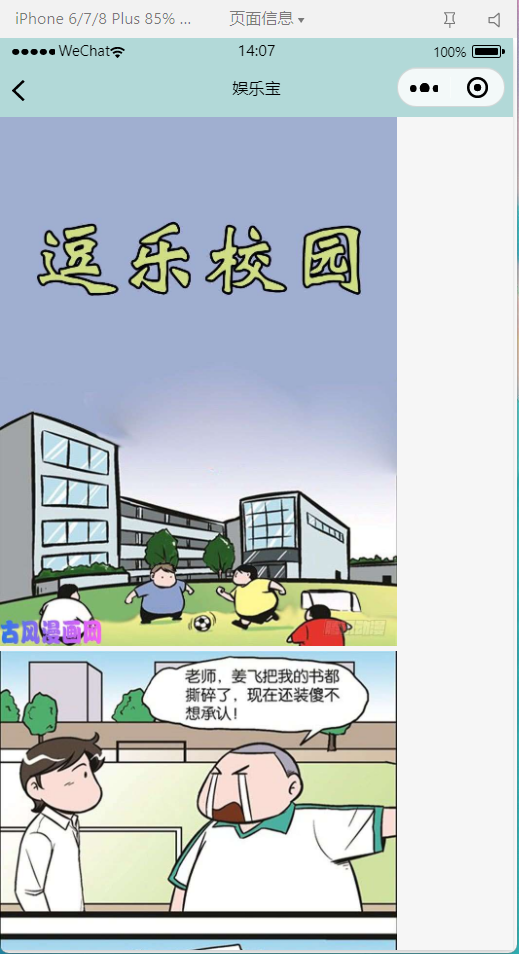 iPhone 6/7/8 Plus 85% ...
页面信息
WeChat
14:07
100%
娱乐宝
逗乐校园
古风漫画网
老师，姜飞把我的书都
撕碎了，现在还装傻不
想承认！